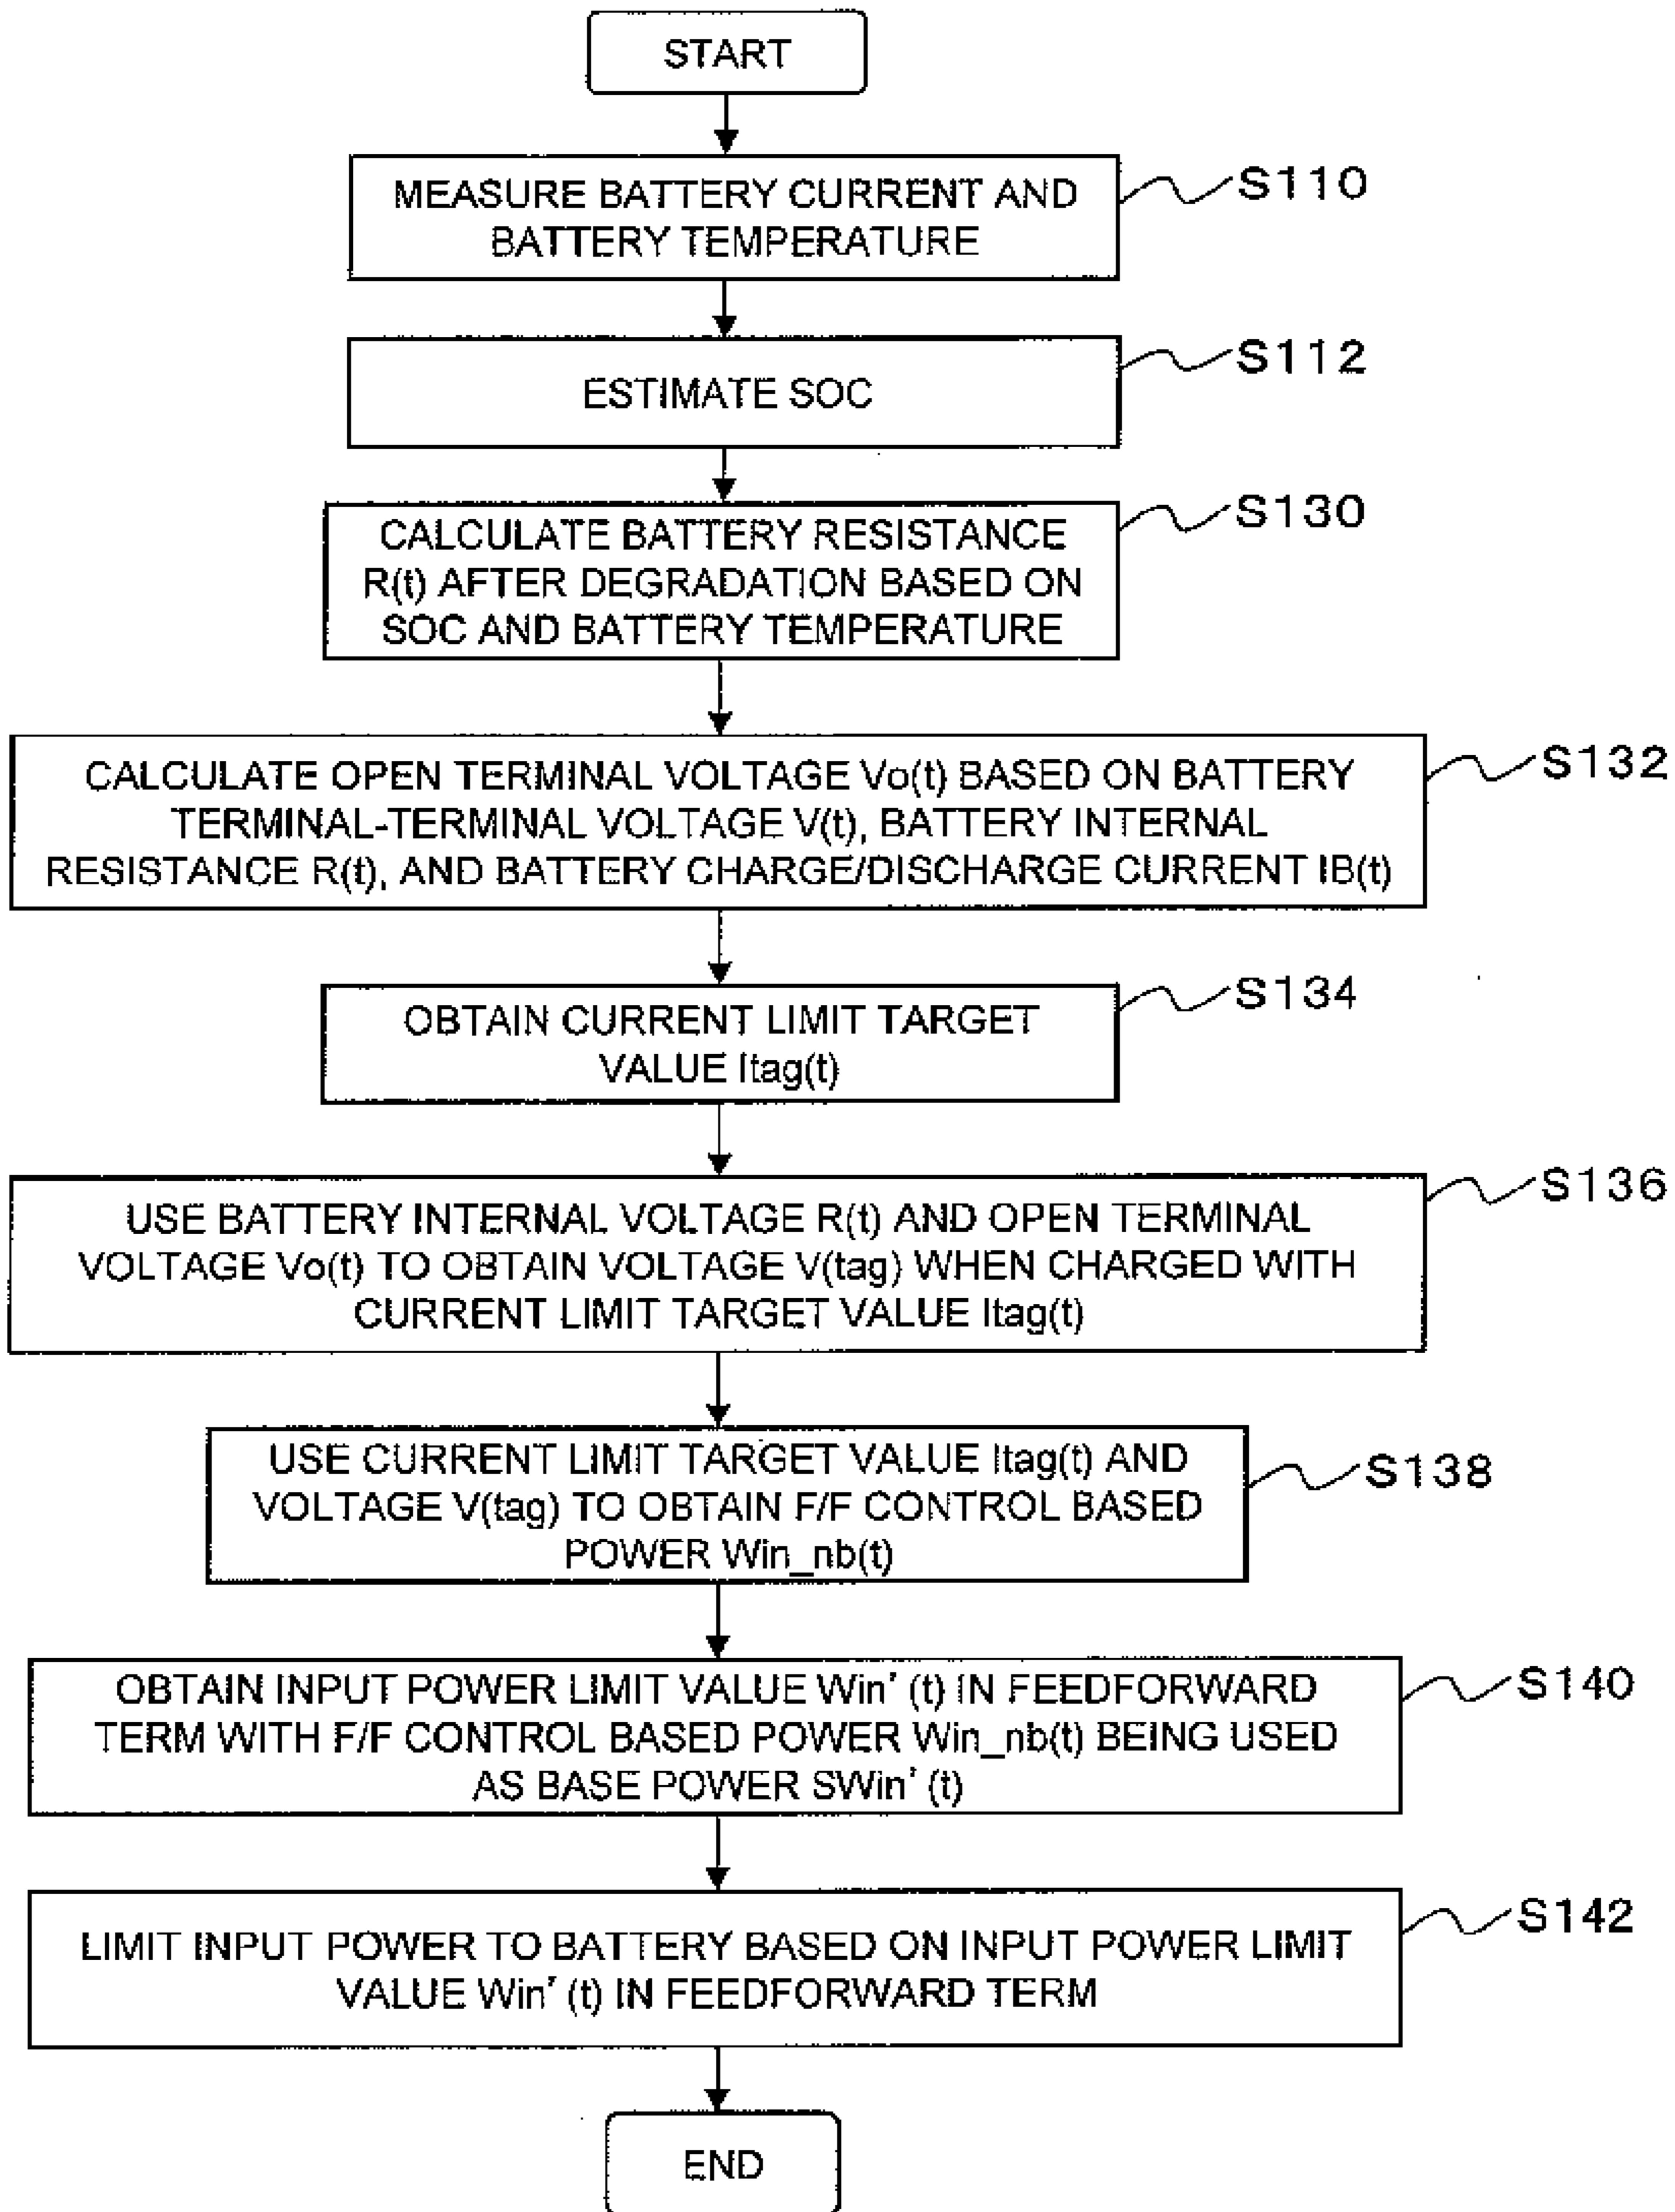 START
MEASURE BATTERY CURRENT AND
BATTERY TEMPERATURE
S110
ESTIMATE SOC
S112
CALCULATE BATTERY RESISTANCE
R(t) AFTER DEGRADATION BASED ON
SOC AND BATTERY TEMPERATURE
S130
CALCULATE OPEN TERMINAL VOLTAGE Vo(t) BASED ON BATTERY
TERMINAL-TERMINAL VOLTAGE V(t), BATTERY INTERNAL
RESISTANCE R(t), AND BATTERY CHARGE/DISCHARGE CURRENT IB(t)
S132
OBTAIN CURRENT LIMIT TARGET
VALUE Itag(t)
S134
USE BATTERY INTERNAL VOLTAGE R(t) AND OPEN TERMINAL
VOLTAGE Vo(t) TO OBTAIN VOLTAGE V(tag) WHEN CHARGED WITH
CURRENT LIMIT TARGET VALUE Itag(t)
S136
USE CURRENT LIMIT TARGET VALUE Itag(t) AND
VOLTAGE V(tag) TO OBTAIN F/F CONTROL BASED
POWER Win_nb(t)
S138
OBTAIN INPUT POWER LIMIT VALUE Win' (t) IN FEEDFORWARD
TERM WITH F/F CONTROL BASED POWER Win_nb(t) BEING USED
AS BASE POWER SWin' (t)
S140
LIMIT INPUT POWER TO BATTERY BASED ON INPUT POWER LIMIT
VALUE Win' (t) IN FEEDFORWARD TERM
S142
END